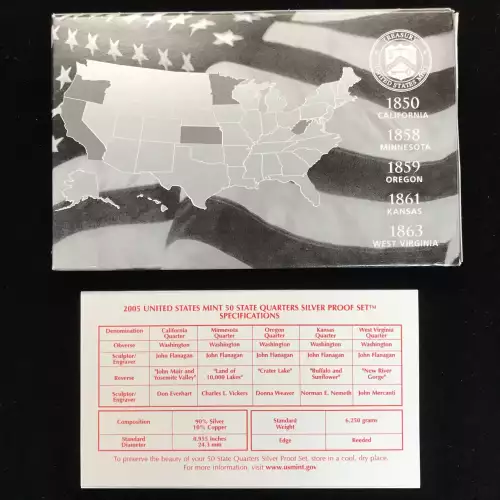 TREASURY
UNITED STATES MINT
1850
CALIFORNIA
1858
MINNESOTA
1859
OREGON
1861
KANSAS
1863
WEST VIRGINIA
2005 UNITED STATES MINT 50 STATE QUARTERS SILVER PROOF SET™
SPECIFICATIONS
Denomination California Quarter Minnesota Quarter Oregon Quarter Kansas Quarter West Virginia Quarter
Obverse Washington Washington Washington Washington Washington
Sculptor/Engraver John Flanagan John Flanagan John Flanagan John Flanagan John Flanagan
Reverse "John Muir and Yosemite Valley" "Land of 10,000 Lakes" "Crater Lake" "Buffalo and Sunflower" "New River Gorge"
Sculptor/Engraver Don Everhart Charles L. Vickers Donna Weaver Norman E. Nemeth John Mercanti
Composition 90% Silver 10% Copper Standard Weight 6.250 grams
Standard Diameter 0.955 inches 24.3 mm Edge Reeded
To preserve the beauty of your 50 State Quarters Silver Proof Set, store in a cool, dry place.
For more information, visit www.usmint.gov